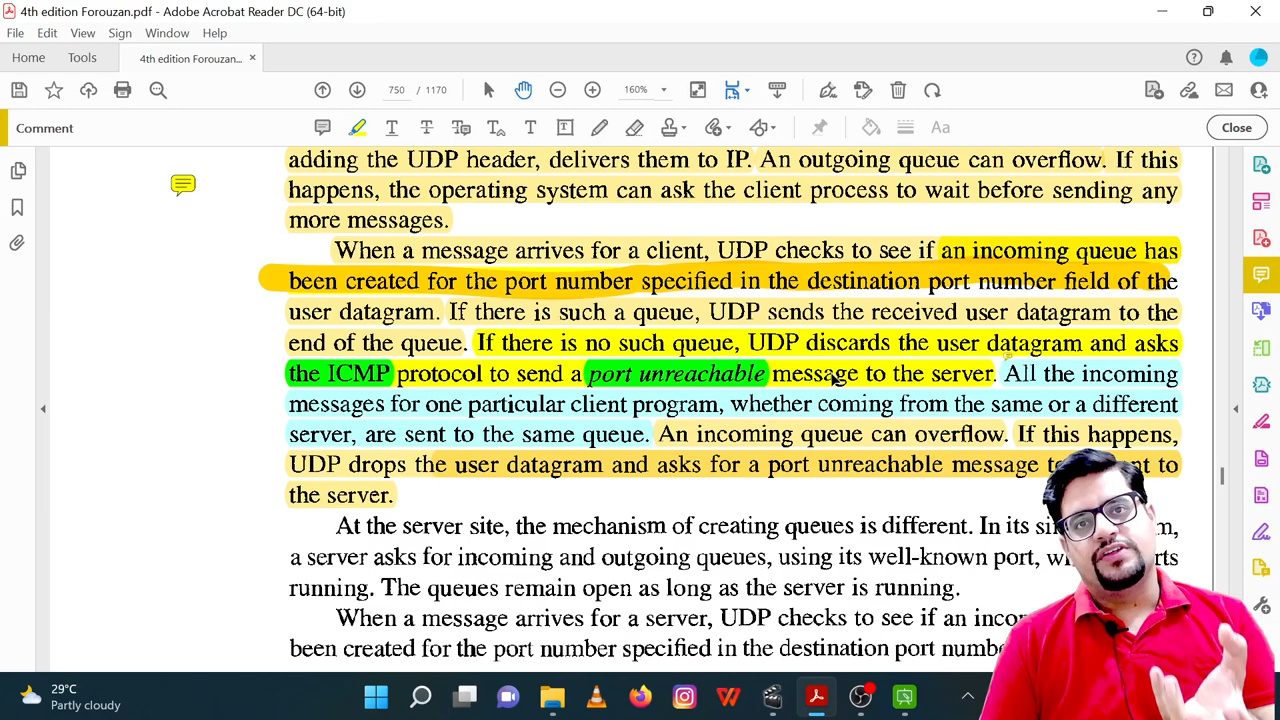 4th edition Forouzan.pdf - Adobe Acrobat Reader DC (64-bit)
File Edit View Sign Window Help
Home Tools 4th edition Forouzan... ×
750 / 1170 160%
Comment Close
adding the UDP header, delivers them to IP. An outgoing queue can overflow. If this
happens, the operating system can ask the client process to wait before sending any
more messages.
When a message arrives for a client, UDP checks to see if an incoming queue has
been created for the port number specified in the destination port number field of the
user datagram. If there is such a queue, UDP sends the received user datagram to the
end of the queue. If there is no such queue, UDP discards the user datagram and asks
the ICMP protocol to send a port unreachable message to the server. All the incoming
messages for one particular client program, whether coming from the same or a different
server, are sent to the same queue. An incoming queue can overflow. If this happens,
UDP drops the user datagram and asks for a port unreachable message to
to
the server.
At the server site, the mechanism of creating queues is different. In its
a server asks for incoming and outgoing queues, using its well-known port,
running. The queues remain open as long as the server is running.
When a message arrives for a server, UDP checks to see if an
been created for the port number specified in the destination port
29°C
Partly cloudy